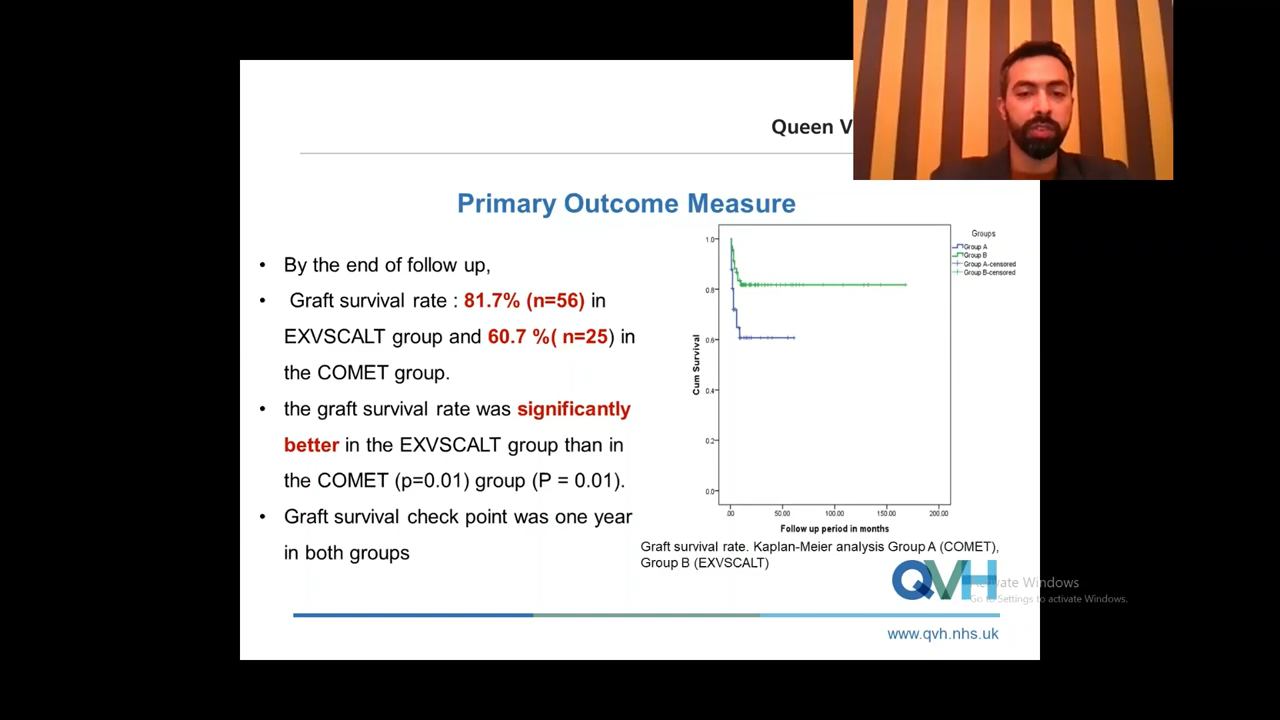 Queen V
Primary Outcome Measure
• By the end of follow up,
• Graft survival rate : 81.7% (n=56) in
EXVSCALT group and 60.7 %( n=25) in
the COMET group.
• the graft survival rate was significantly
better in the EXVSCALT group than in
the COMET (p=0.01) group (P = 0.01).
• Graft survival check point was one year
in both groups
Groups
Group A
Group B
Group A-censored
Group B-censored
Cum Survival
1.0
0.8
0.6
0.4
0.2
0.0
.00 50.00 100.00 150.00 200.00
Follow up period in months
Graft survival rate. Kaplan-Meier analysis Group A (COMET),
Group B (EXVSCALT)
QVH
Activate Windows
Go to Settings to activate Windows.
www.qvh.nhs.uk